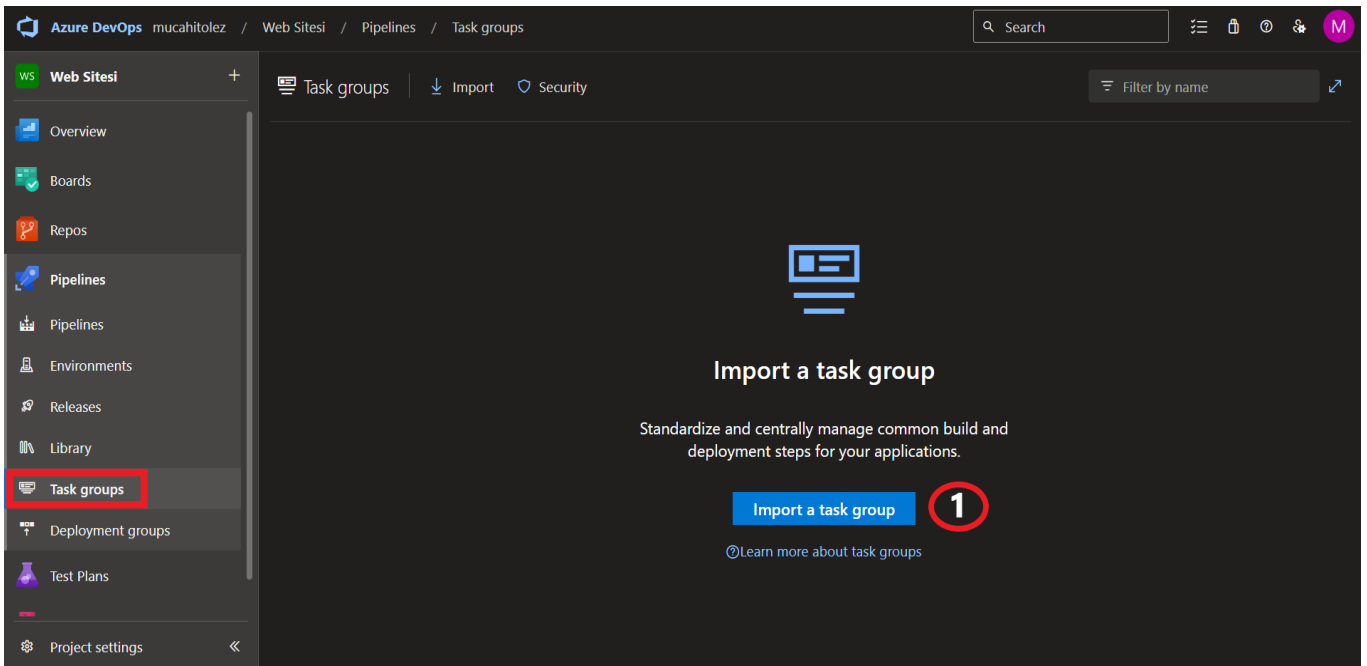 Azure DevOps mucahitolez / Web Sitesi / Pipelines / Task groups
Search
M
WS Web Sitesi +
Task groups
Import
Security
Filter by name
Overview
Boards
Repos
Pipelines
Pipelines
Environments
Releases
Library
Task groups
Deployment groups
Test Plans
Project settings
Import a task group
Standardize and centrally manage common build and
deployment steps for your applications.
Import a task group
1
Learn more about task groups